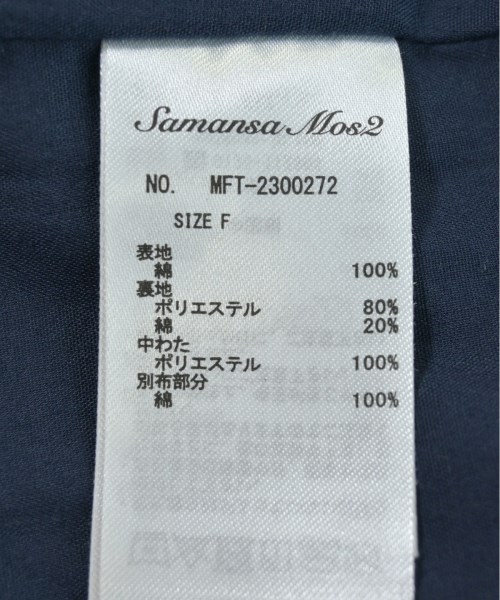 Samansa Mos2
NO. MFT-2300272
SIZE F
表地
綿 100%
裏地
ポリエステル 80%
綿 20%
中わた
ポリエステル 100%
別布部分
綿 100%